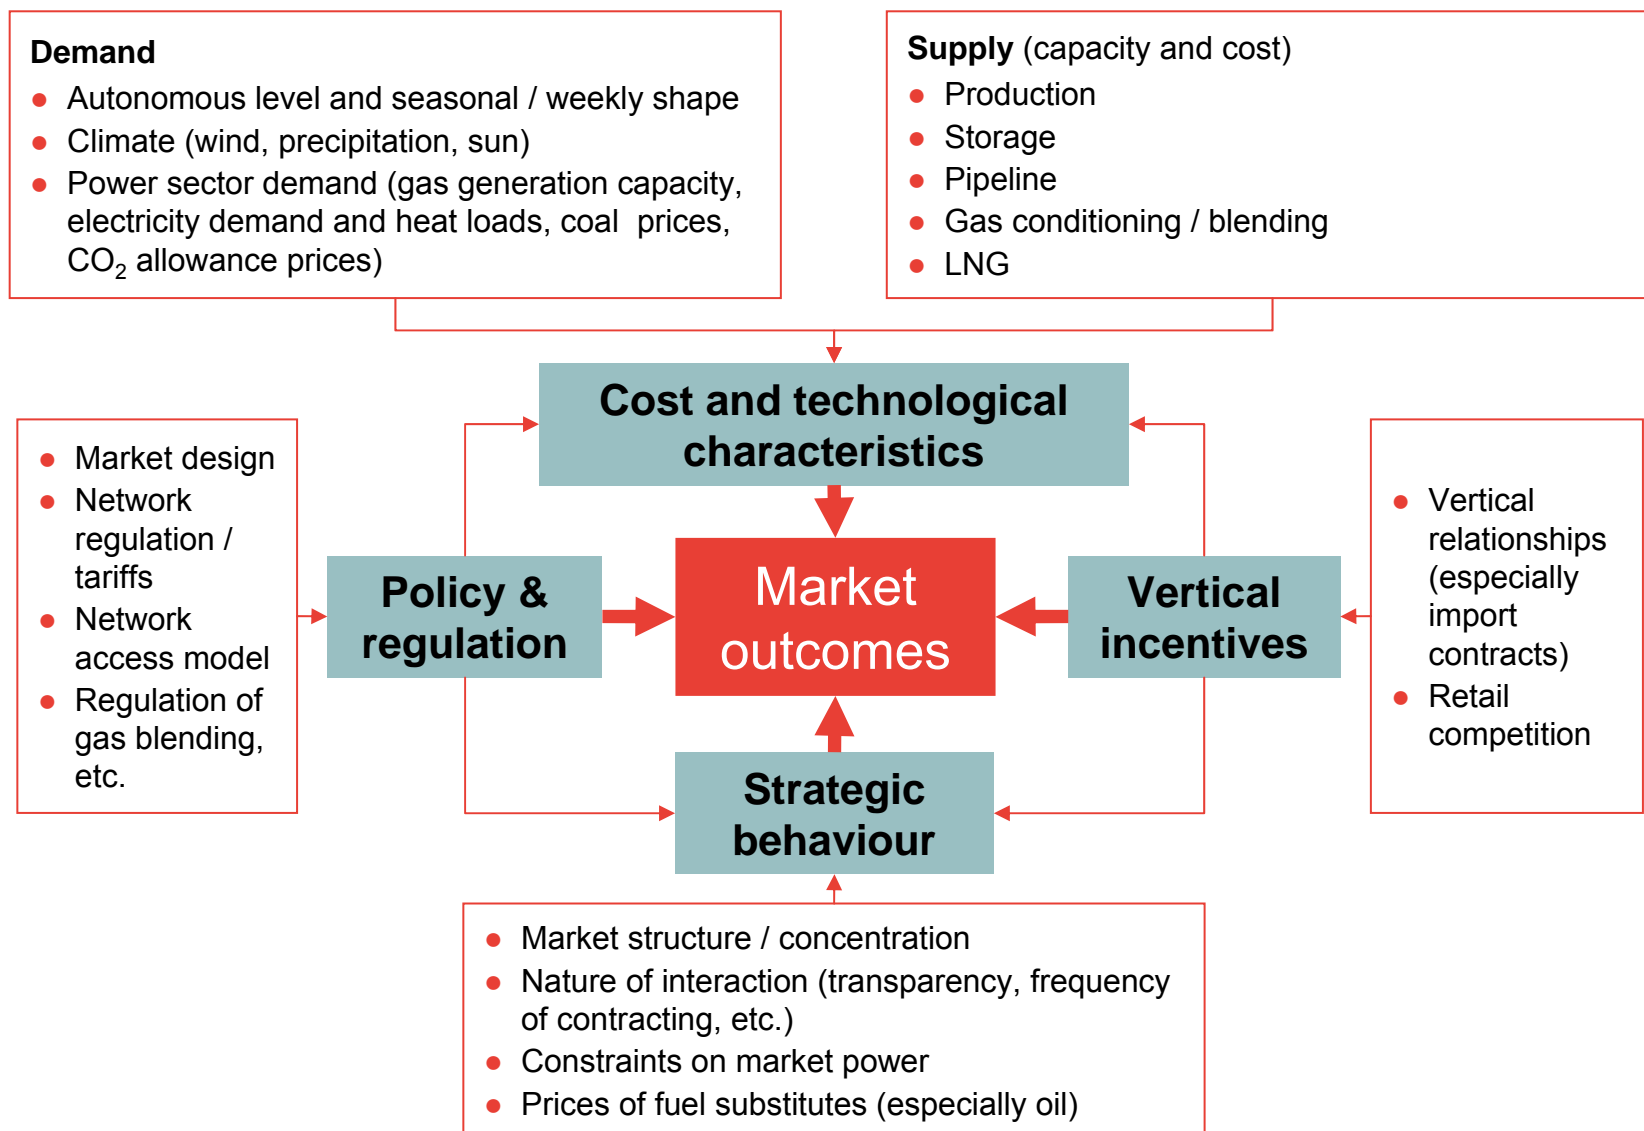 Demand
● Autonomous level and seasonal / weekly shape
● Climate (wind, precipitation, sun)
● Power sector demand (gas generation capacity,
electricity demand and heat loads, coal  prices,
CO₂ allowance prices)
Supply (capacity and cost)
● Production
● Storage
● Pipeline
● Gas conditioning / blending
● LNG
Cost and technological
characteristics
● Market design
● Network
regulation /
tariffs
● Network
access model
● Regulation of
gas blending,
etc.
Policy &
regulation
Market
outcomes
Vertical
incentives
● Vertical
relationships
(especially
import
contracts)
● Retail
competition
Strategic
behaviour
● Market structure / concentration
● Nature of interaction (transparency, frequency
of contracting, etc.)
● Constraints on market power
● Prices of fuel substitutes (especially oil)